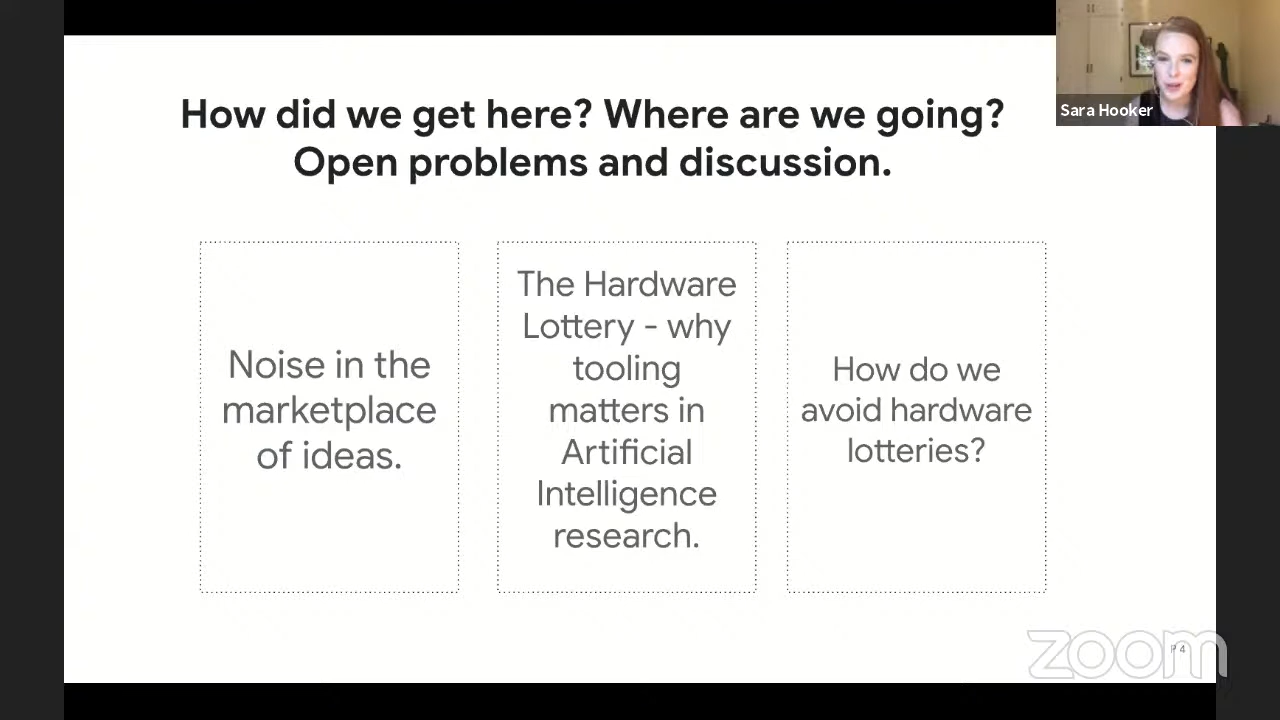 How did we get here? Where are we going?
Open problems and discussion.
Sara Hooker
Noise in the
marketplace
of ideas.
The Hardware
Lottery - why
tooling
matters in
Artificial
Intelligence
research.
How do we
avoid hardware
lotteries?
zoom
P 4